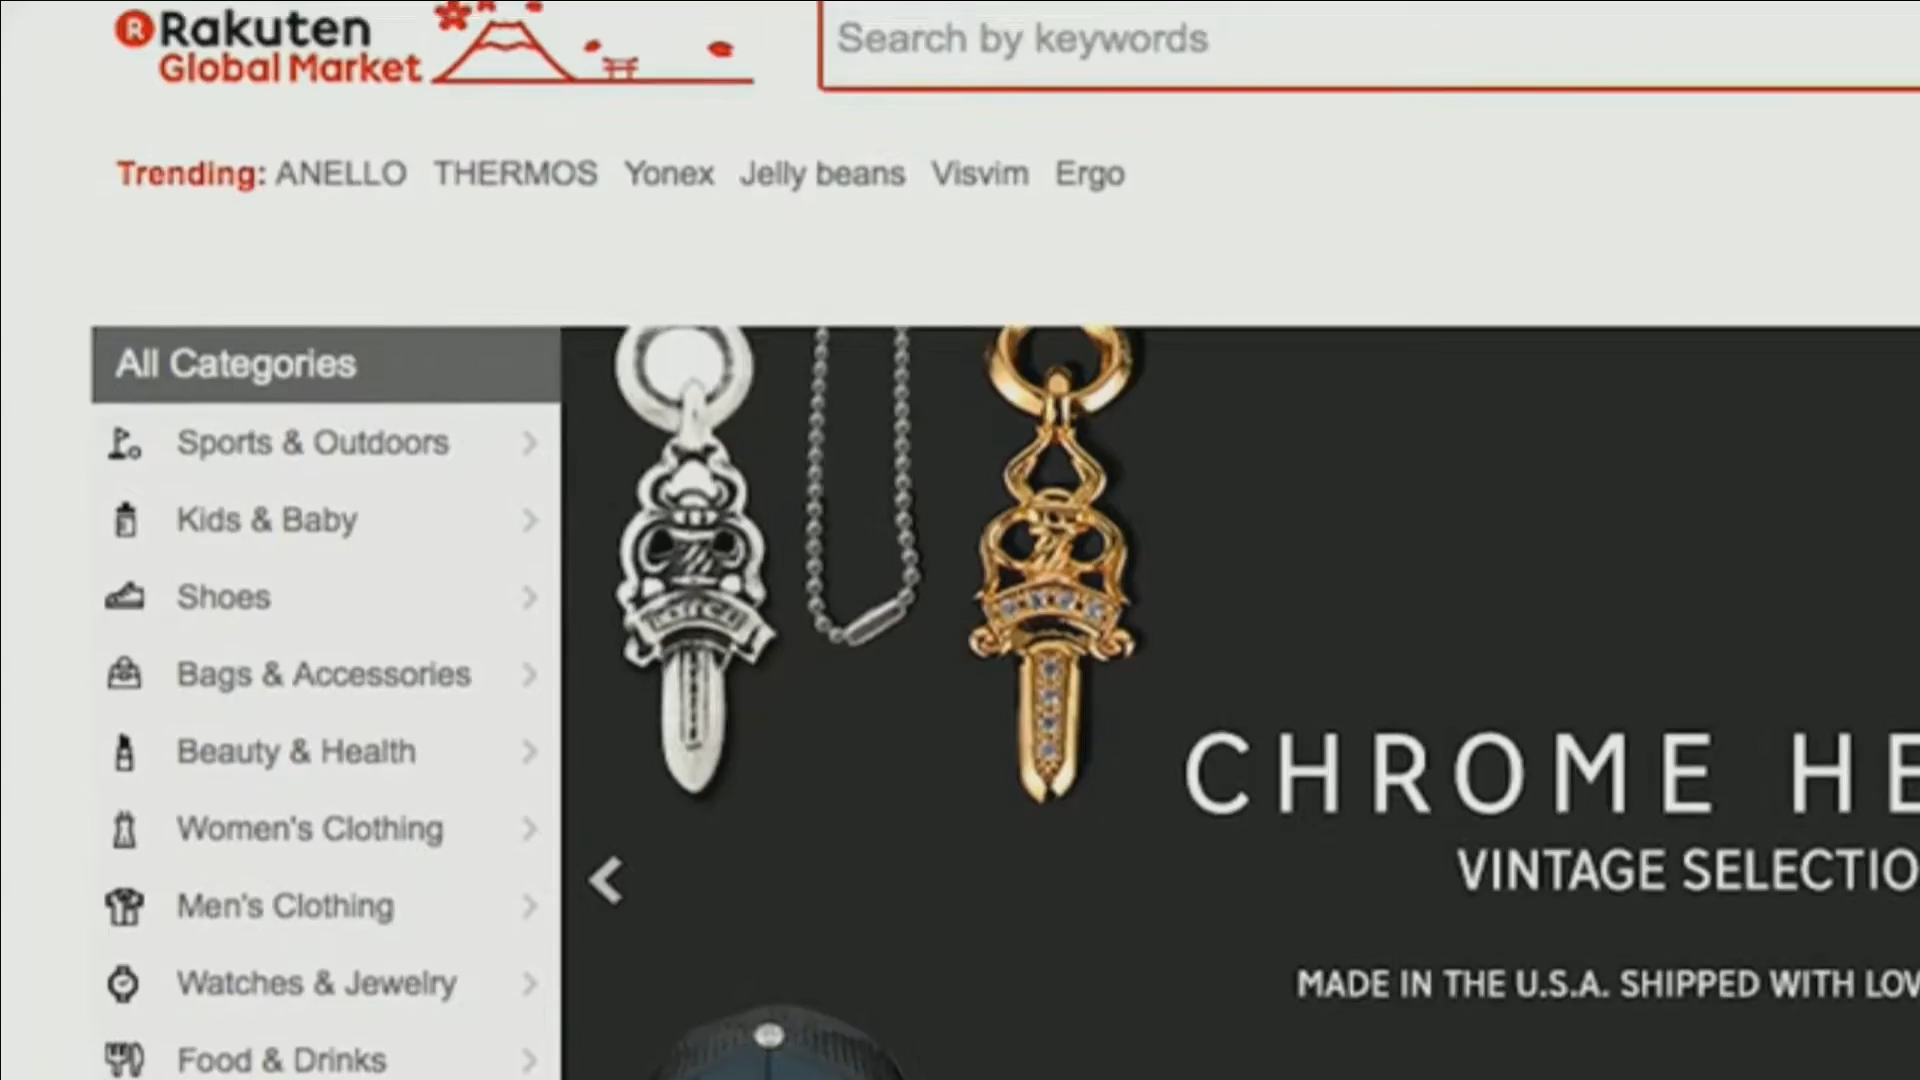 Rakuten
Global Market
Search by keywords
Trending: ANELLO THERMOS Yonex Jelly beans Visvim Ergo
All Categories
Sports & Outdoors
Kids & Baby
Shoes
Bags & Accessories
Beauty & Health
Women's Clothing
Men's Clothing
Watches & Jewelry
Food & Drinks
CHROME HE
VINTAGE SELECTIO
MADE IN THE U.S.A. SHIPPED WITH LOV